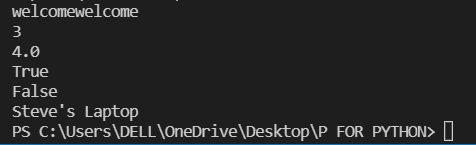 welcomewelcome
3
4.0
True
False
Steve's Laptop
PS C:\Users\DELL\OneDrive\Desktop\P FOR PYTHON>